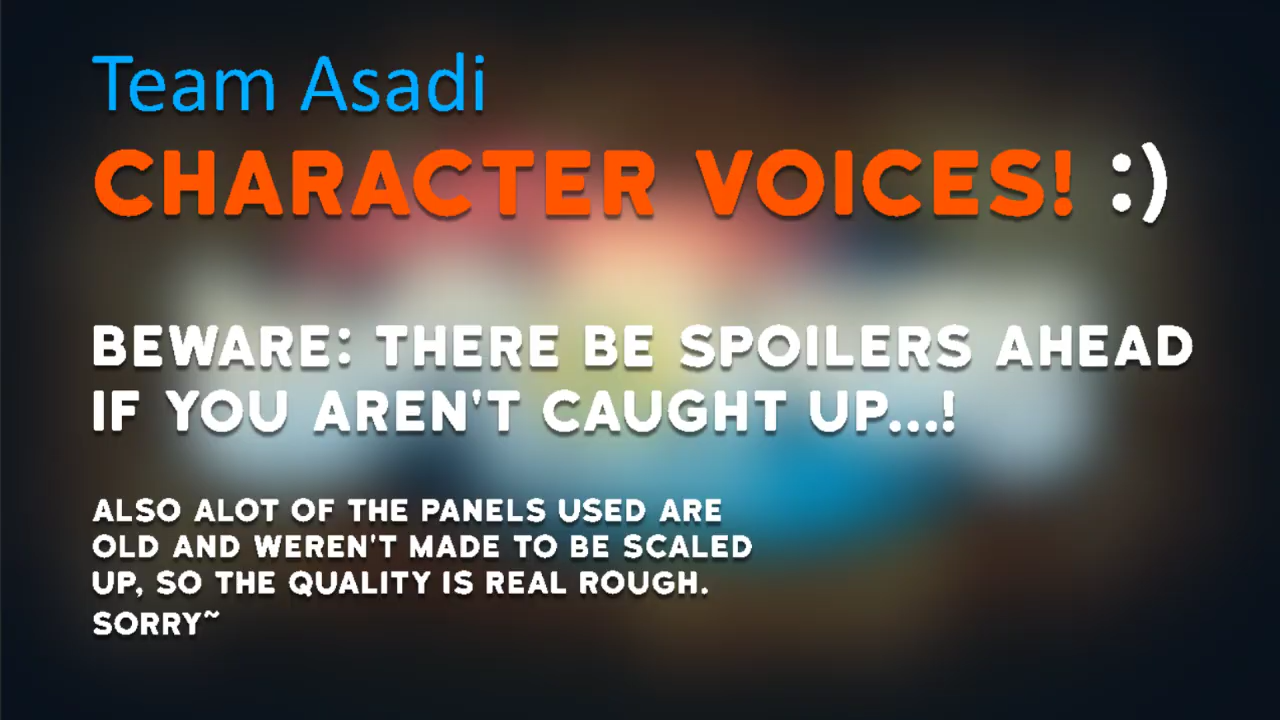 Team Asadi
CHARACTER VOICES! :)
BEWARE: THERE BE SPOILERS AHEAD
IF YOU AREN'T CAUGHT UP...!
ALSO ALOT OF THE PANELS USED ARE
OLD AND WEREN'T MADE TO BE SCALED
UP, SO THE QUALITY IS REAL ROUGH.
SORRY~